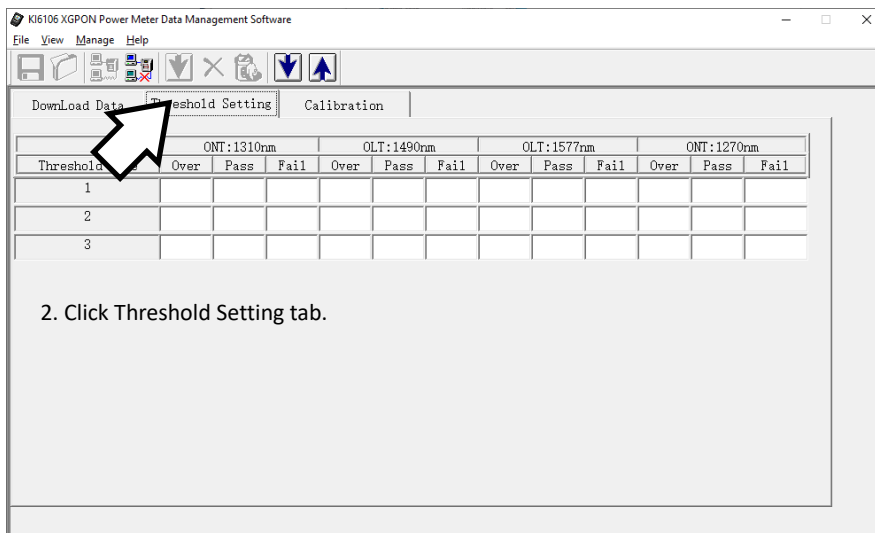 KI6106 XGPON Power Meter Data Management Software
File View Manage Help
DownLoad Data Threshold Setting Calibration
ONT:1310nm OLT:1490nm OLT:1577nm ONT:1270nm
Threshold Over Pass Fail Over Pass Fail Over Pass Fail Over Pass Fail
1
2
3
2. Click Threshold Setting tab.